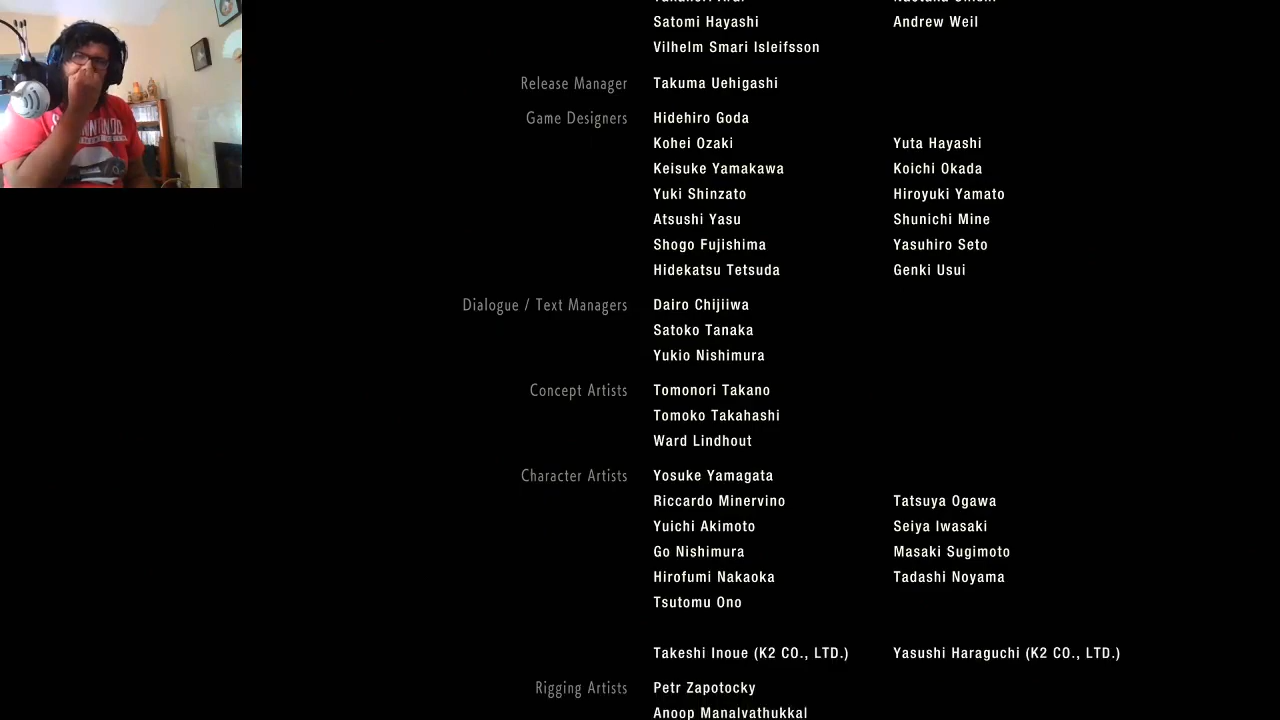 Satomi Hayashi Andrew Weil
Vilhelm Smari Isleifsson
Release Manager Takuma Uehigashi
Game Designers Hidehiro Goda
Kohei Ozaki Yuta Hayashi
Keisuke Yamakawa Koichi Okada
Yuki Shinzato Hiroyuki Yamato
Atsushi Yasu Shunichi Mine
Shogo Fujishima Yasuhiro Seto
Hidekatsu Tetsuda Genki Usui
Dialogue / Text Managers Dairo Chijiiwa
Satoko Tanaka
Yukio Nishimura
Concept Artists Tomonori Takano
Tomoko Takahashi
Ward Lindhout
Character Artists Yosuke Yamagata
Riccardo Minervino Tatsuya Ogawa
Yuichi Akimoto Seiya Iwasaki
Go Nishimura Masaki Sugimoto
Hirofumi Nakaoka Tadashi Noyama
Tsutomu Ono
Takeshi Inoue (K2 CO., LTD.) Yasushi Haraguchi (K2 CO., LTD.)
Rigging Artists Petr Zapotocky
Anoop Manalvathukkal